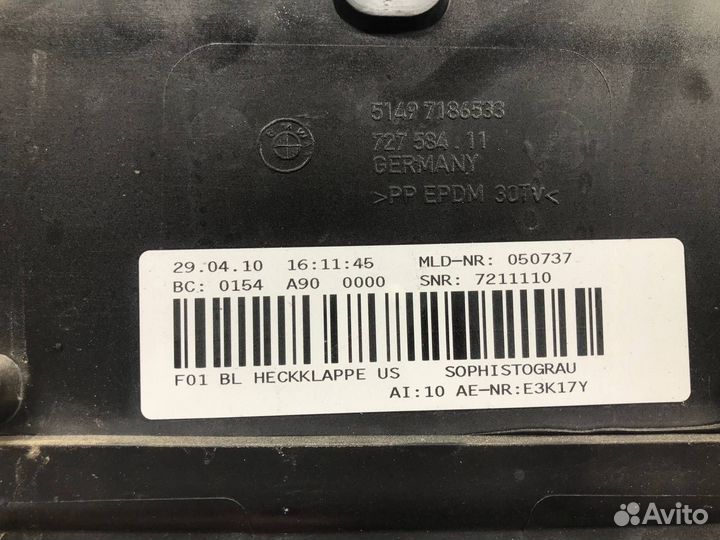 BMW
5149 7186533
727 584 . 11
GERMANY
>PP EPDM 30TV<
29.04.10 16:11:45 MLD-NR: 050737
BC: 0154 A90 0000 SNR: 7211110
F01 BL HECKKLAPPE US SOPHISTOGRAU
AI:10 AE-NR:E3K17Y
Avito